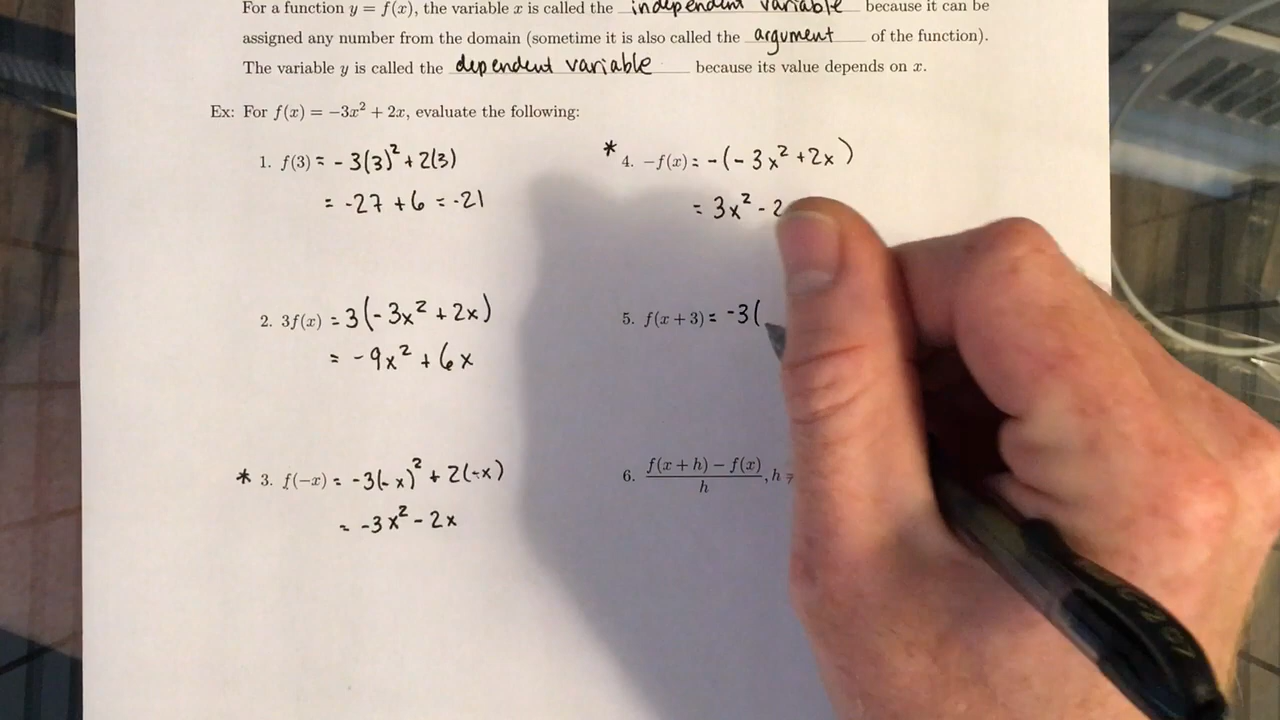 For a function y = f(x), the variable x is called the independent variable because it can be
assigned any number from the domain (sometime it is also called the argument of the function).
The variable y is called the dependent variable because its value depends on x.
Ex: For f(x) = −3x² + 2x, evaluate the following:
1. f(3) = -3(3)² + 2(3)
= -27 + 6 = -21
2. 3f(x) = 3(-3x² + 2x)
= -9x² + 6x
* 3. f(−x) = -3(-x)² + 2(-x)
= -3x² - 2x
* 4. −f(x) = -(-3x² + 2x)
= 3x² - 2
5. f(x + 3) = -3(
6. f(x + h) − f(x) / h , h